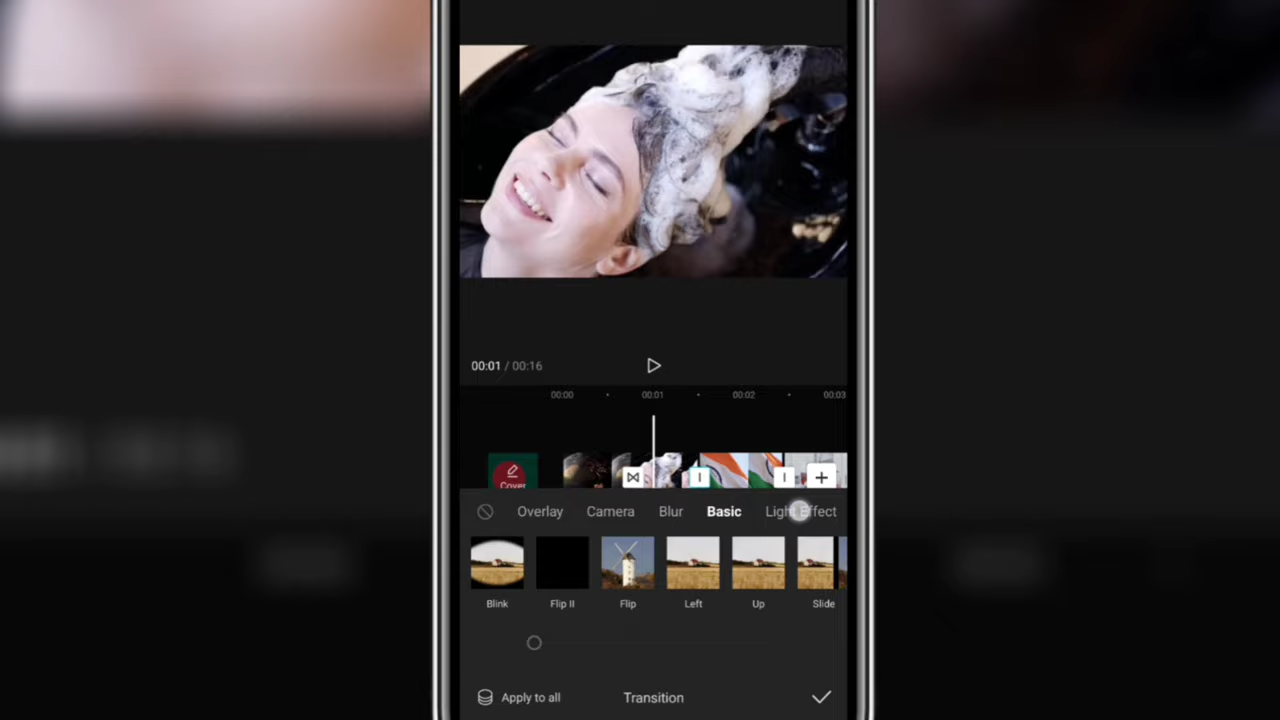 00:01 / 00:16
00:00 00:01 00:02 00:03
Cover
Overlay Camera Blur Basic Light Effect
Blink Flip II Flip Left Up Slide
Apply to all Transition